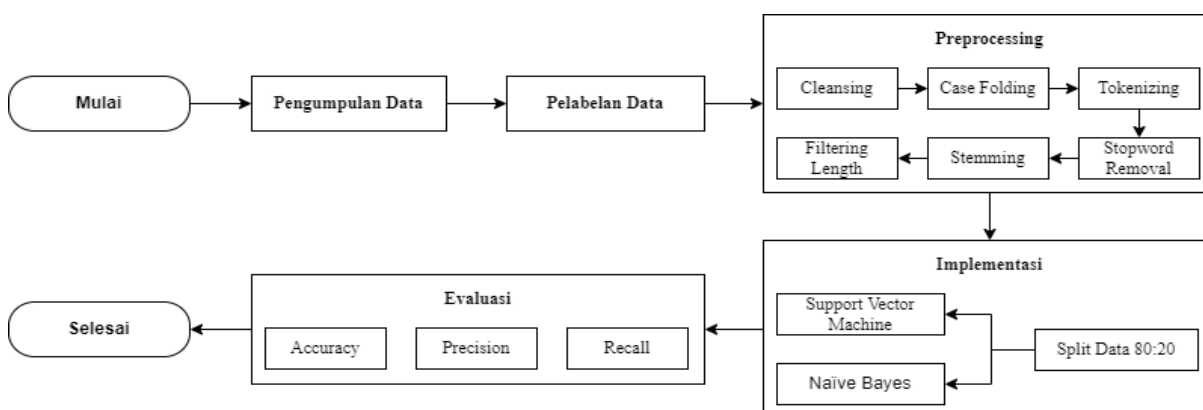 Preprocessing
Mulai
Pengumpulan Data
Pelabelan Data
Cleansing
Case Folding
Tokenizing
Filtering
Length
Stemming
Stopword
Removal
Implementasi
Selesai
Evaluasi
Accuracy
Precision
Recall
Support Vector
Machine
Split Data 80:20
Naïve Bayes